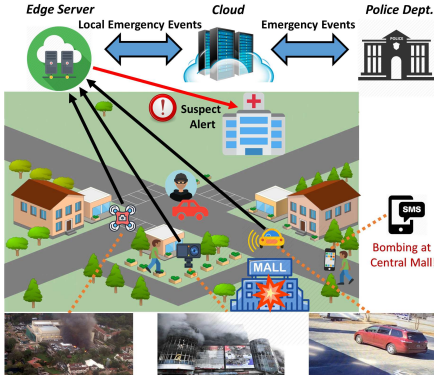 Edge Server
Cloud
Police Dept.
Local Emergency Events
Emergency Events
POLICE
Suspect
Alert
SMS
Bombing at
Central Mall
MALL